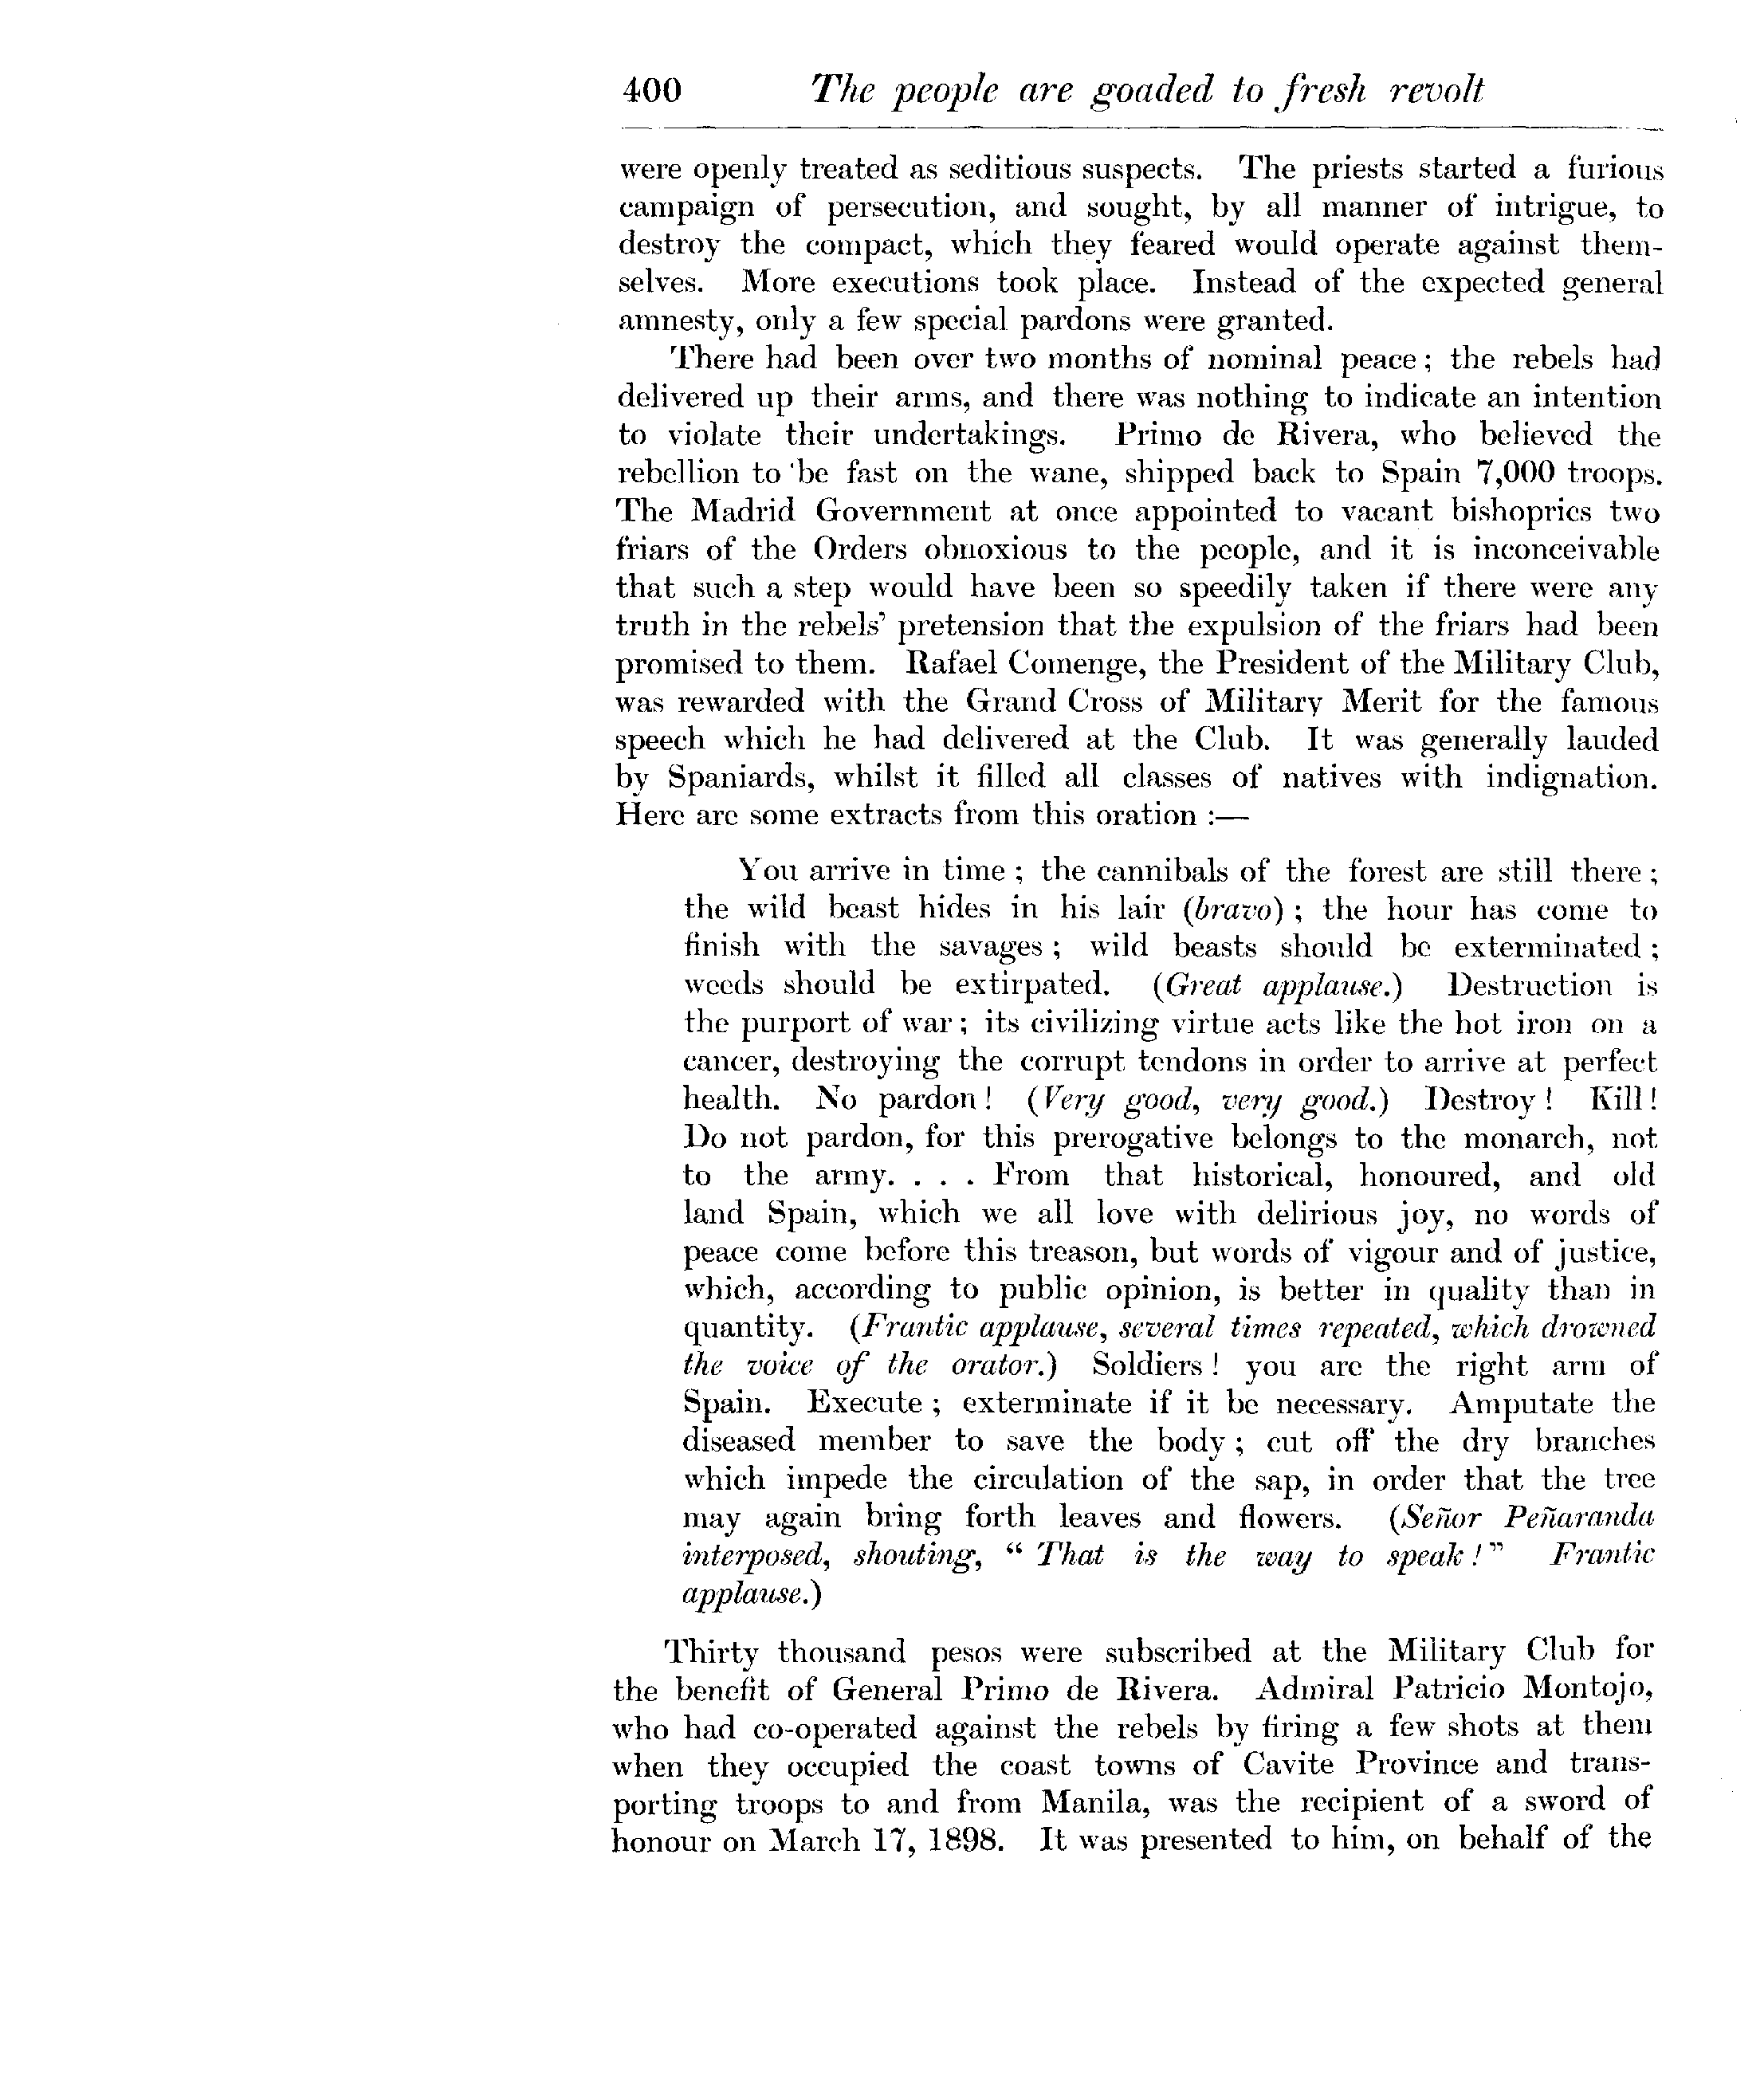 400 The people are goaded to fresh revolt
were openly treated as seditious suspects. The priests started a furious
campaign of persecution, and sought, by all manner of intrigue, to
destroy the compact, which they feared would operate against them-
selves. More executions took place. Instead of the expected general
amnesty, only a few special pardons were granted.
There had been over two months of nominal peace; the rebels had
delivered up their arms, and there was nothing to indicate an intention
to violate their undertakings. Primo de Rivera, who believed the
rebellion to be fast on the wane, shipped back to Spain 7,000 troops.
The Madrid Government at once appointed to vacant bishoprics two
friars of the Orders obnoxious to the people, and it is inconceivable
that such a step would have been so speedily taken if there were any
truth in the rebels' pretension that the expulsion of the friars had been
promised to them. Rafael Comenge, the President of the Military Club,
was rewarded with the Grand Cross of Military Merit for the famous
speech which he had delivered at the Club. It was generally lauded
by Spaniards, whilst it filled all classes of natives with indignation.
Here are some extracts from this oration :—
You arrive in time ; the cannibals of the forest are still there ;
the wild beast hides in his lair (bravo) ; the hour has come to
finish with the savages ; wild beasts should be exterminated ;
weeds should be extirpated. (Great applause.) Destruction is
the purport of war ; its civilizing virtue acts like the hot iron on a
cancer, destroying the corrupt tendons in order to arrive at perfect
health. No pardon ! (Very good, very good.) Destroy ! Kill !
Do not pardon, for this prerogative belongs to the monarch, not
to the army. . . . From that historical, honoured, and old
land Spain, which we all love with delirious joy, no words of
peace come before this treason, but words of vigour and of justice,
which, according to public opinion, is better in quality than in
quantity. (Frantic applause, several times repeated, which drowned
the voice of the orator.) Soldiers ! you are the right arm of
Spain. Execute ; exterminate if it be necessary. Amputate the
diseased member to save the body ; cut off the dry branches
which impede the circulation of the sap, in order that the tree
may again bring forth leaves and flowers. (Señor Peñaranda
interposed, shouting, " That is the way to speak !" Frantic
applause.)
Thirty thousand pesos were subscribed at the Military Club for
the benefit of General Primo de Rivera. Admiral Patricio Montojo,
who had co-operated against the rebels by firing a few shots at them
when they occupied the coast towns of Cavite Province and trans-
porting troops to and from Manila, was the recipient of a sword of
honour on March 17, 1898. It was presented to him, on behalf of the